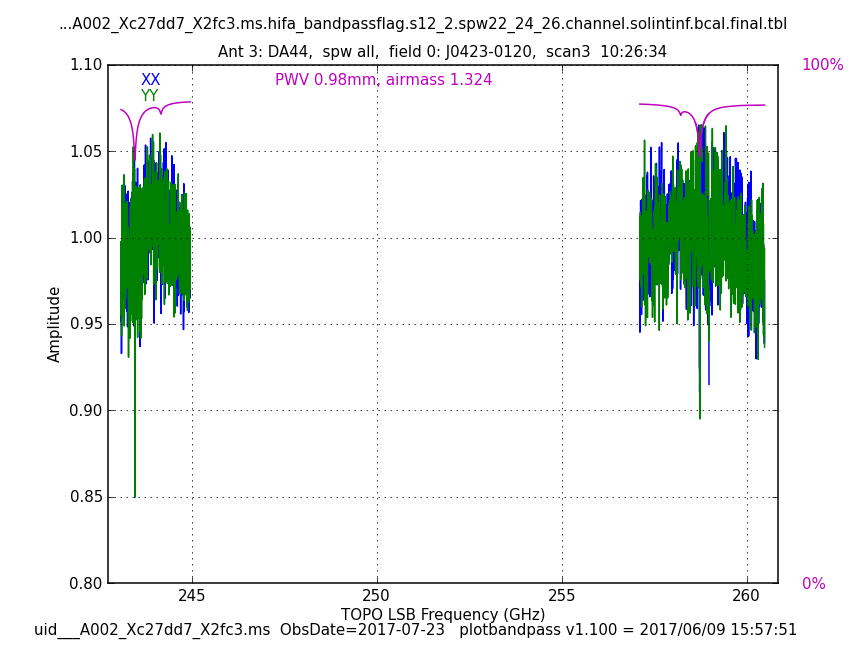 ...A002_Xc27dd7_X2fc3.ms.hifa_bandpassflag.s12_2.spw22_24_26.channel.solintinf.bcal.final.tbl
Ant 3: DA44, spw all, field 0: J0423-0120, scan3 10:26:34
1.10
XX
PWV 0.98mm, airmass 1.324
100%
YY
1.05
1.00
0.95
0.90
0.85
0.80
Amplitude
0%
245
250
255
260
TOPO LSB Frequency (GHz)
uid___A002_Xc27dd7_X2fc3.ms ObsDate=2017-07-23 plotbandpass v1.100 = 2017/06/09 15:57:51